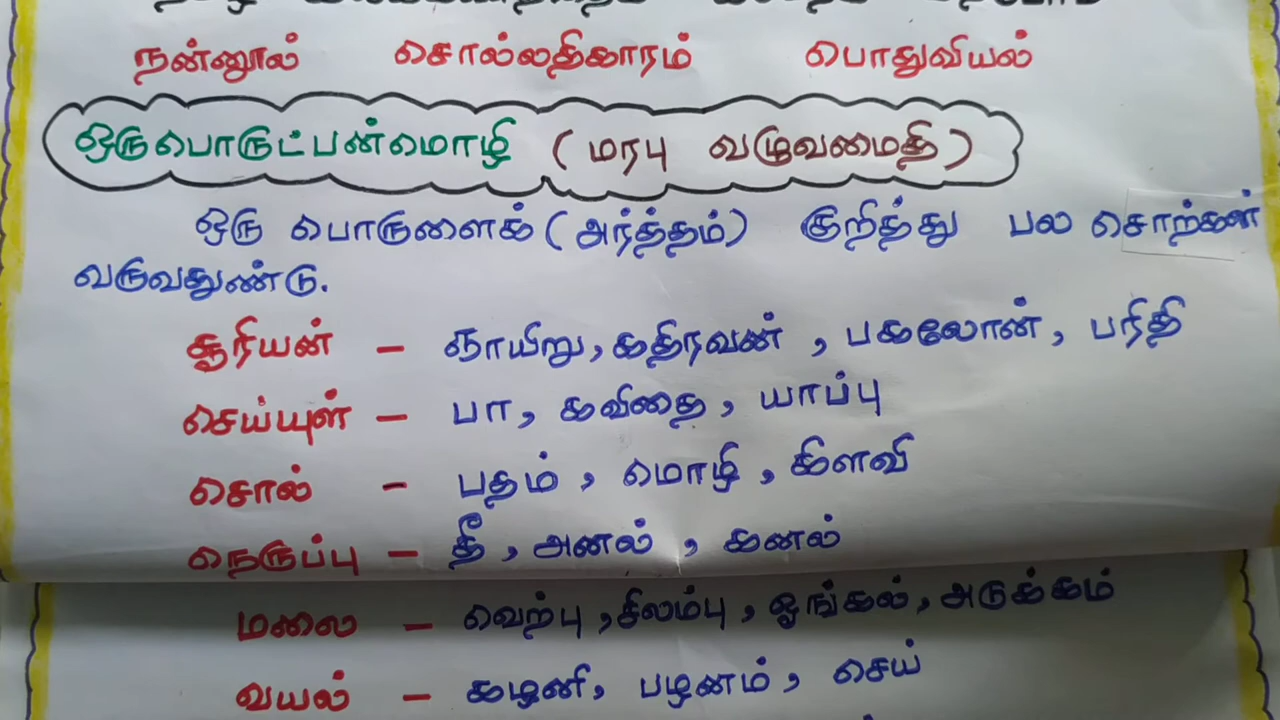 நன்னூல் சொல்லதிகாரம் பொதுவியல்
ஒருபொருட்பன்மொழி (மரபு வழுவமைதி)
ஒரு பொருளைக் (அர்த்தம்) குறித்து பல சொற்கள்
வருவதுண்டு.
சூரியன் – ஞாயிறு, கதிரவன், பகலோன், பரிதி
செய்யுள் – பா, கவிதை, யாப்பு
சொல் – பதம், மொழி, கிளவி
நெருப்பு – தீ, அனல், கனல்
மலை – வெற்பு, சிலம்பு, ஓங்கல், அடுக்கம்
வயல் – கழனி, பழனம், செய்